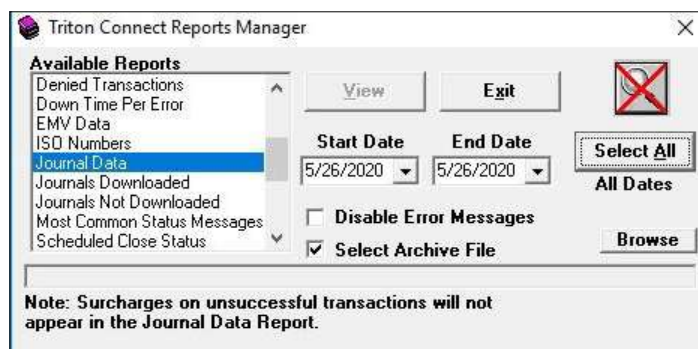 Triton Connect Reports Manager
Available Reports
Denied Transactions
Down Time Per Error
EMV Data
ISO Numbers
Journal Data
Journals Downloaded
Journals Not Downloaded
Most Common Status Messages
Scheduled Close Status
View
Exit
Start Date
End Date
5/26/2020
5/26/2020
Select All
All Dates
Disable Error Messages
Select Archive File
Browse
Note: Surcharges on unsuccessful transactions will not
appear in the Journal Data Report.